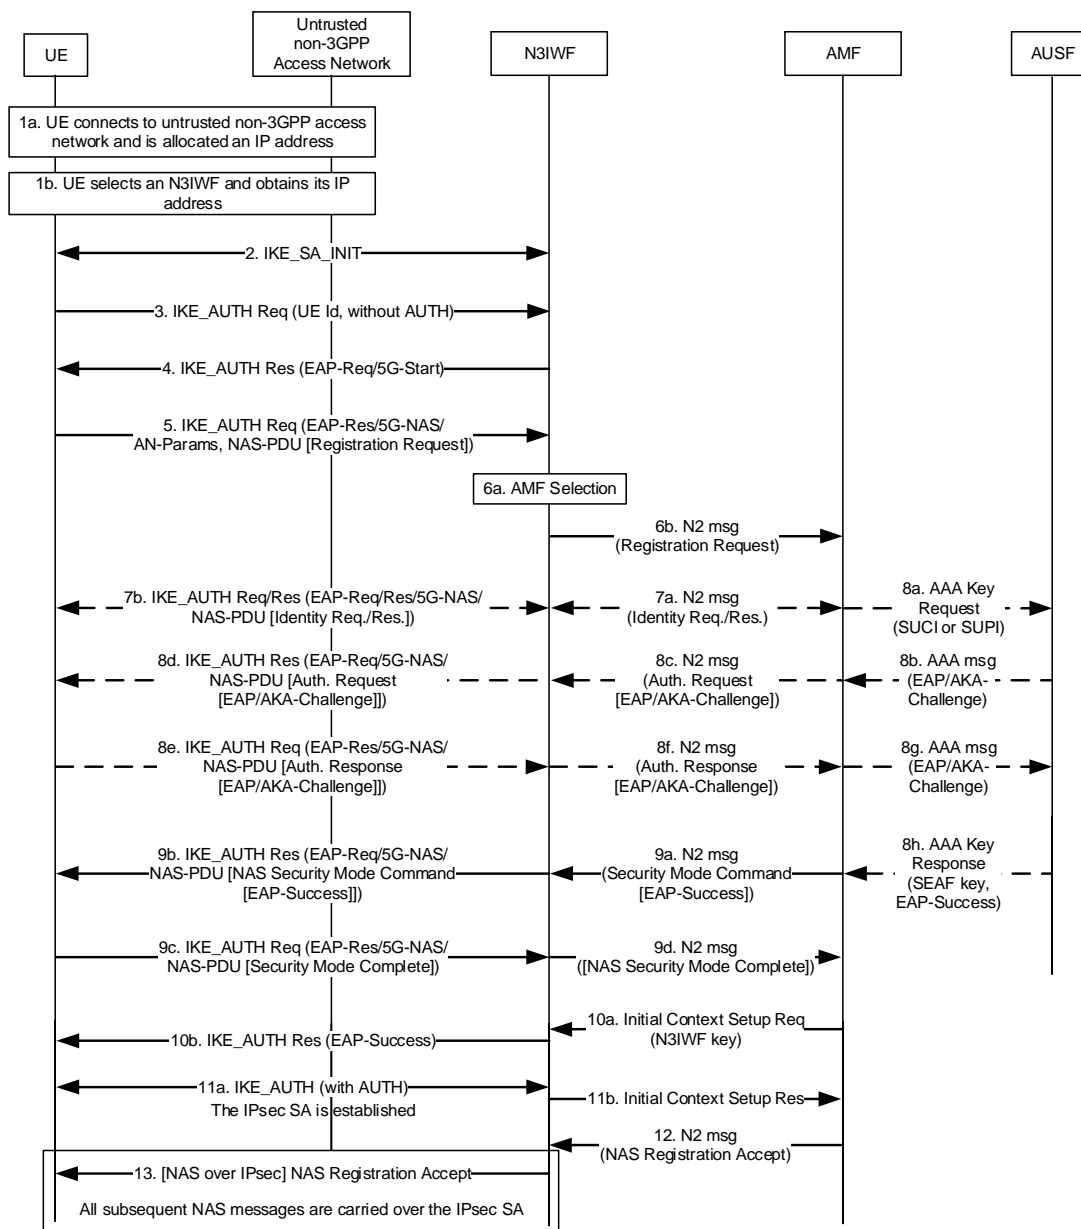 UE
Untrusted
non-3GPP
Access Network
N3IWF
AMF
AUSF
1a. UE connects to untrusted non-3GPP access
network and is allocated an IP address
1b. UE selects an N3IWF and obtains its IP
address
2. IKE_SA_INIT
3. IKE_AUTH Req (UE Id, without AUTH)
4. IKE_AUTH Res (EAP-Req/5G-Start)
5. IKE_AUTH Req (EAP-Res/5G-NAS/
AN-Params, NAS-PDU [Registration Request])
6a. AMF Selection
6b. N2 msg
(Registration Request)
7b. IKE_AUTH Req/Res (EAP-Req/Res/5G-NAS/
NAS-PDU [Identity Req./Res.])
7a. N2 msg
(Identity Req./Res.)
8a. AAA Key
Request
(SUCI or SUPI)
8d. IKE_AUTH Res (EAP-Req/5G-NAS/
NAS-PDU [Auth. Request
[EAP/AKA-Challenge]])
8c. N2 msg
(Auth. Request
[EAP/AKA-Challenge])
8b. AAA msg
(EAP/AKA-
Challenge)
8e. IKE_AUTH Req (EAP-Res/5G-NAS/
NAS-PDU [Auth. Response
[EAP/AKA-Challenge]])
8f. N2 msg
(Auth. Response
[EAP/AKA-Challenge])
8g. AAA msg
(EAP/AKA-
Challenge)
9b. IKE_AUTH Res (EAP-Req/5G-NAS/
NAS-PDU [NAS Security Mode Command
[EAP-Success]])
9a. N2 msg
(Security Mode Command
[EAP-Success])
8h. AAA Key
Response
(SEAF key,
EAP-Success)
9c. IKE_AUTH Req (EAP-Res/5G-NAS/
NAS-PDU [Security Mode Complete])
9d. N2 msg
([NAS Security Mode Complete])
10a. Initial Context Setup Req
(N3IWF key)
10b. IKE_AUTH Res (EAP-Success)
11a. IKE_AUTH (with AUTH)
The IPsec SA is established
11b. Initial Context Setup Res
12. N2 msg
(NAS Registration Accept)
13. [NAS over IPsec] NAS Registration Accept
All subsequent NAS messages are carried over the IPsec SA